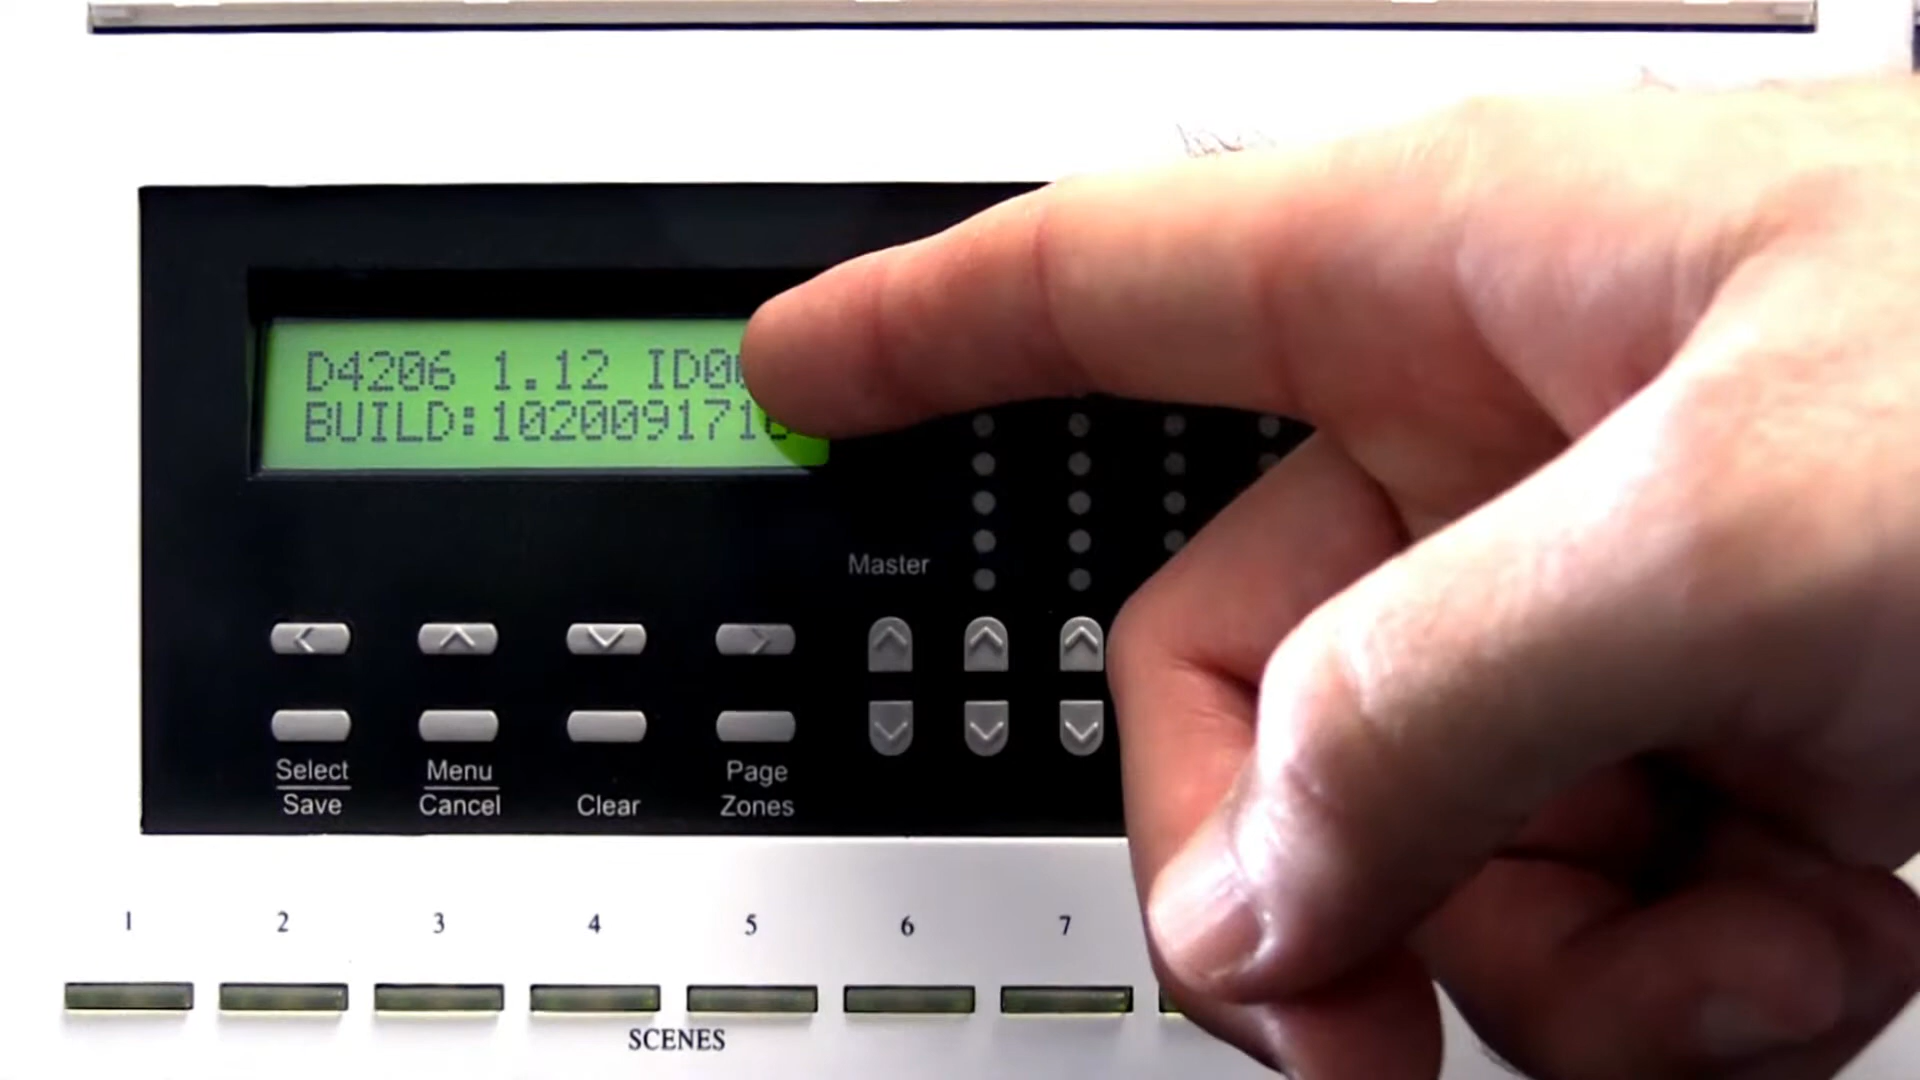 D4206 1.12 ID0
BUILD:102009171
Master
Select
Save
Menu
Cancel
Clear
Page
Zones
1 2 3 4 5 6 7
SCENES